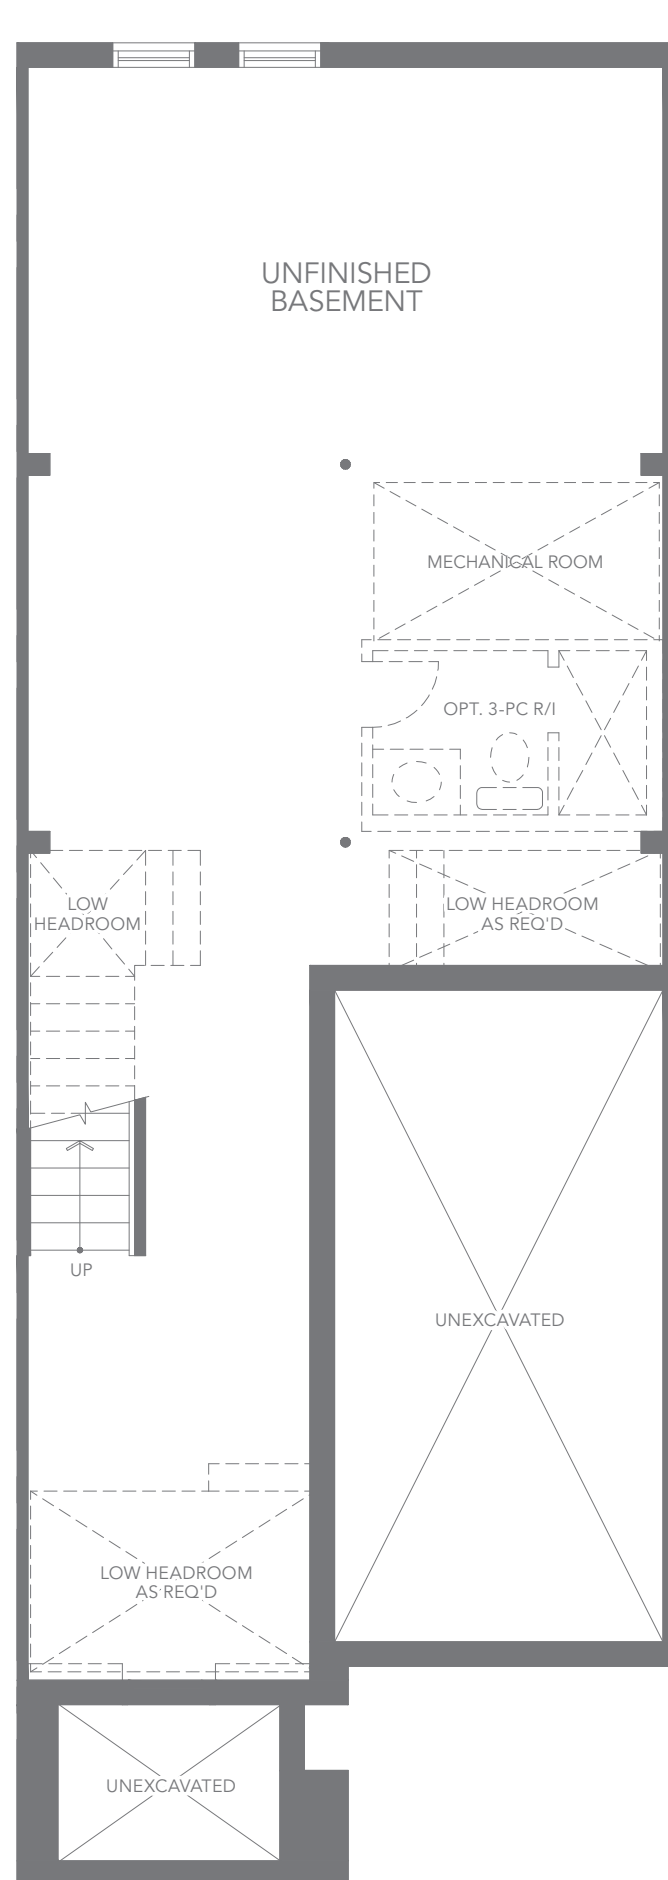 UNFINISHED
BASEMENT
MECHANICAL ROOM
OPT. 3-PC R/I
LOW
HEADROOM
LOW HEADROOM
AS REQ'D
UP
UNEXCAVATED
LOW HEADROOM
AS REQ'D
UNEXCAVATED